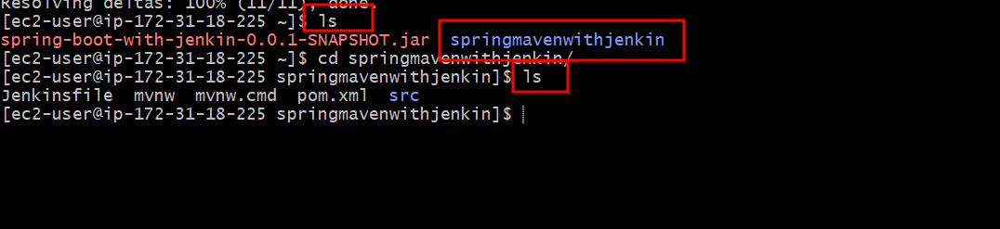 Resolving deltas: 100% (11/11), done.
[ec2-user@ip-172-31-18-225 ~]$ ls
spring-boot-with-jenkin-0.0.1-SNAPSHOT.jar  springmavenwithjenkin
[ec2-user@ip-172-31-18-225 ~]$ cd springmavenwithjenkin/
[ec2-user@ip-172-31-18-225 springmavenwithjenkin]$ ls
Jenkinsfile  mvnw  mvnw.cmd  pom.xml  src
[ec2-user@ip-172-31-18-225 springmavenwithjenkin]$